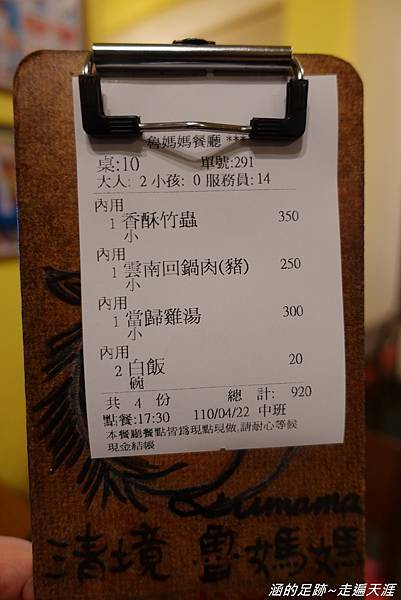 魯媽媽餐廳 ***
桌:10 單號:291
大人: 2 小孩: 0 服務員:14
內用
1 香酥竹蟲 350
小
內用
1 雲南回鍋肉(豬) 250
小
內用
1 當歸雞湯 300
小
內用
2 白飯 20
碗
共 4 份 總 計: 920
點餐:17:30 110/04/22 中班
本餐廳餐點皆為現點現做,請耐心等候
現金結帳
Lumama
清境 魯媽媽
涵的足跡~走遍天涯